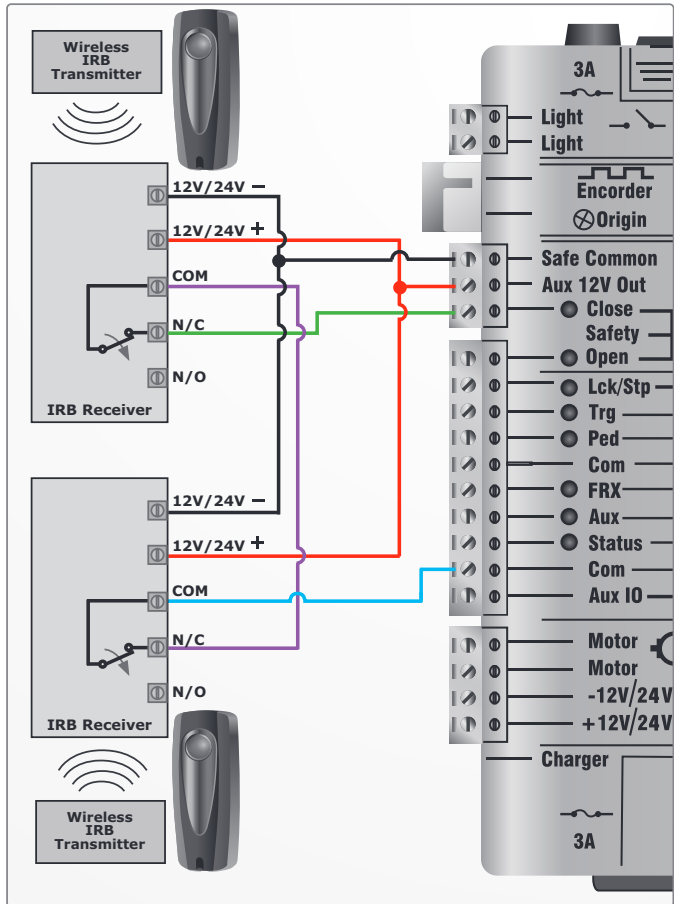 Wireless
IRB
Transmitter
12V/24V –
12V/24V +
COM
N/C
N/O
IRB Receiver
12V/24V –
12V/24V +
COM
N/C
N/O
IRB Receiver
Wireless
IRB
Transmitter
3A
Light
Light
Encorder
Origin
Safe Common
Aux 12V Out
Close
Safety
Open
Lck/Stp
Trg
Ped
Com
FRX
Aux
Status
Com
Aux IO
Motor
Motor
-12V/24V
+12V/24V
Charger
3A